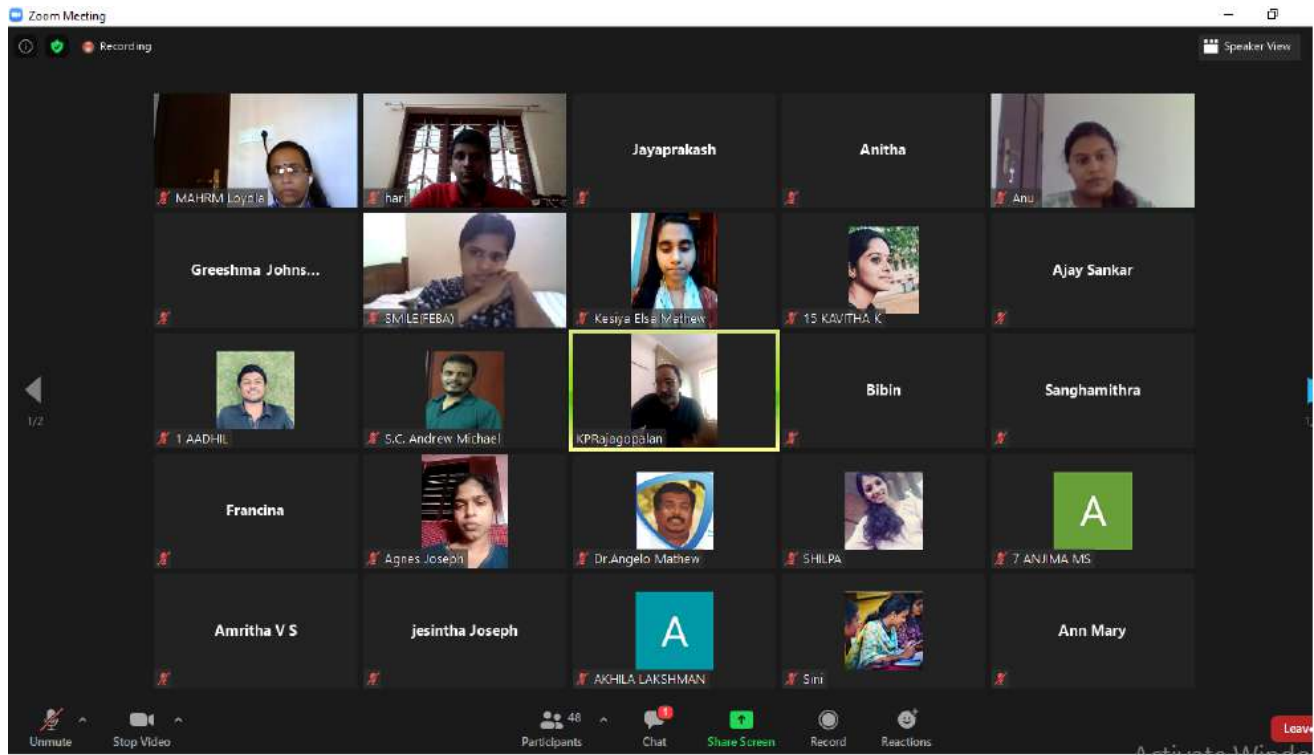 Zoom Meeting
Recording
Speaker View
MAHRM Loyola
hari
Jayaprakash
Anitha
Anu
Greeshma Johns...
SMILE(FEBA)
Kesiya Elsa Mathew
15 KAVITHA K
Ajay Sankar
1/2
1 AADHIL
S.C. Andrew Michael
KPRajagopalan
Bibin
Sanghamithra
Francina
Agnes Joseph
Dr.Angelo Mathew
SHILPA
A
7 ANJIMA MS
Amritha V S
jesintha Joseph
A
AKHILA LAKSHMAN
Sini
Ann Mary
Unmute
Stop Video
Participants
48
Chat
1
Share Screen
Record
Reactions
Leave